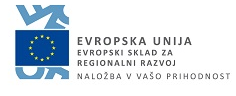 EVROPSKA UNIJA
EVROPSKI SKLAD ZA
REGIONALNI RAZVOJ
NALOŽBA V VAŠO PRIHODNOST